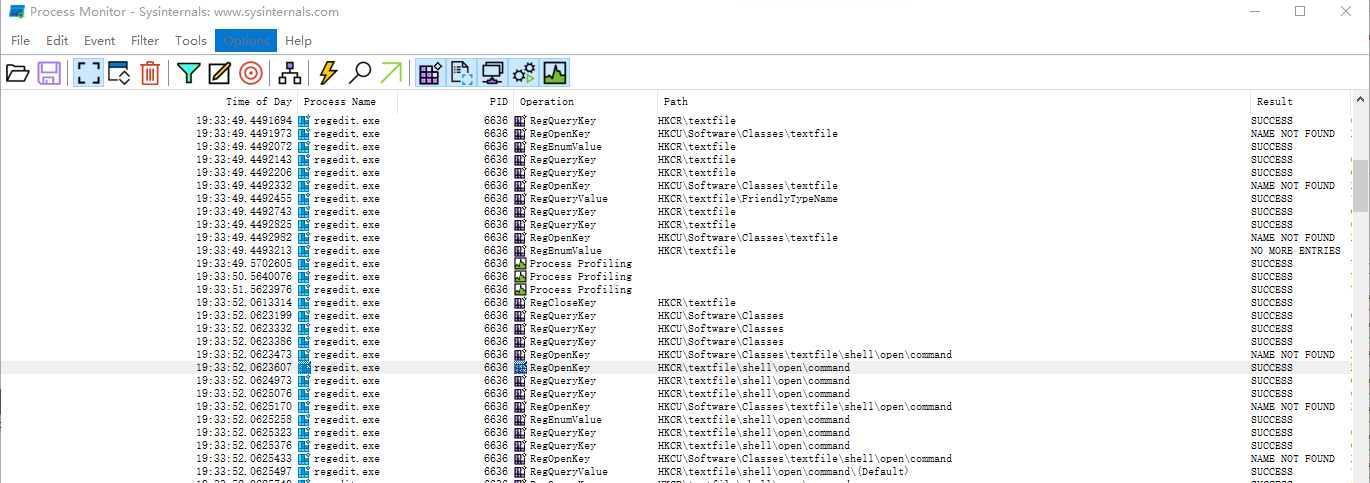 Process Monitor - Sysinternals: www.sysinternals.com
File Edit Event Filter Tools Options Help
Time of Day Process Name PID Operation Path Result
19:33:49.4491694 regedit.exe 6636 RegQueryKey HKCR\textfile SUCCESS
19:33:49.4491973 regedit.exe 6636 RegOpenKey HKCU\Software\Classes\textfile NAME NOT FOUND
19:33:49.4492072 regedit.exe 6636 RegEnumValue HKCR\textfile SUCCESS
19:33:49.4492143 regedit.exe 6636 RegQueryKey HKCR\textfile SUCCESS
19:33:49.4492206 regedit.exe 6636 RegQueryKey HKCR\textfile SUCCESS
19:33:49.4492332 regedit.exe 6636 RegOpenKey HKCU\Software\Classes\textfile NAME NOT FOUND
19:33:49.4492455 regedit.exe 6636 RegQueryValue HKCR\textfile\FriendlyTypeName SUCCESS
19:33:49.4492743 regedit.exe 6636 RegQueryKey HKCR\textfile SUCCESS
19:33:49.4492825 regedit.exe 6636 RegQueryKey HKCR\textfile SUCCESS
19:33:49.4492982 regedit.exe 6636 RegOpenKey HKCU\Software\Classes\textfile NAME NOT FOUND
19:33:49.4493213 regedit.exe 6636 RegEnumValue HKCR\textfile NO MORE ENTRIES
19:33:49.5702605 regedit.exe 6636 Process Profiling SUCCESS
19:33:50.5640076 regedit.exe 6636 Process Profiling SUCCESS
19:33:51.5623976 regedit.exe 6636 Process Profiling SUCCESS
19:33:52.0613314 regedit.exe 6636 RegCloseKey HKCR\textfile SUCCESS
19:33:52.0623199 regedit.exe 6636 RegQueryKey HKCU\Software\Classes SUCCESS
19:33:52.0623332 regedit.exe 6636 RegQueryKey HKCU\Software\Classes SUCCESS
19:33:52.0623386 regedit.exe 6636 RegQueryKey HKCU\Software\Classes SUCCESS
19:33:52.0623473 regedit.exe 6636 RegOpenKey HKCU\Software\Classes\textfile\shell\open\command NAME NOT FOUND
19:33:52.0623607 regedit.exe 6636 RegOpenKey HKCR\textfile\shell\open\command SUCCESS
19:33:52.0624973 regedit.exe 6636 RegQueryKey HKCR\textfile\shell\open\command SUCCESS
19:33:52.0625076 regedit.exe 6636 RegQueryKey HKCR\textfile\shell\open\command SUCCESS
19:33:52.0625170 regedit.exe 6636 RegOpenKey HKCU\Software\Classes\textfile\shell\open\command NAME NOT FOUND
19:33:52.0625258 regedit.exe 6636 RegEnumValue HKCR\textfile\shell\open\command SUCCESS
19:33:52.0625323 regedit.exe 6636 RegQueryKey HKCR\textfile\shell\open\command SUCCESS
19:33:52.0625376 regedit.exe 6636 RegQueryKey HKCR\textfile\shell\open\command SUCCESS
19:33:52.0625433 regedit.exe 6636 RegOpenKey HKCU\Software\Classes\textfile\shell\open\command NAME NOT FOUND
19:33:52.0625497 regedit.exe 6636 RegQueryValue HKCR\textfile\shell\open\command\(Default) SUCCESS